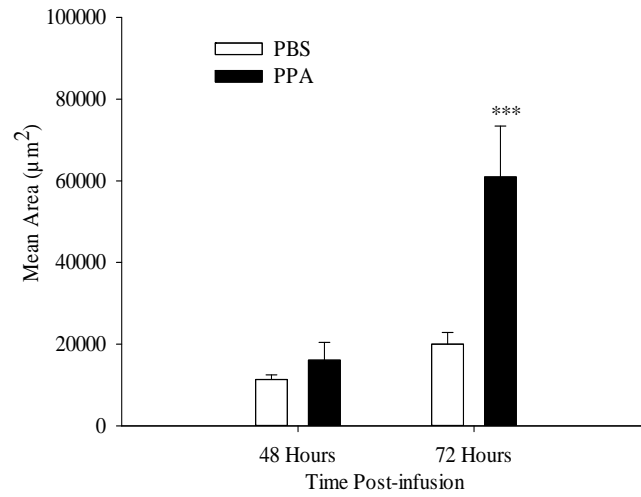 100000
PBS
PPA
80000
***
60000
Mean Area (µm²)
40000
20000
0
48 Hours
72 Hours
Time Post-infusion